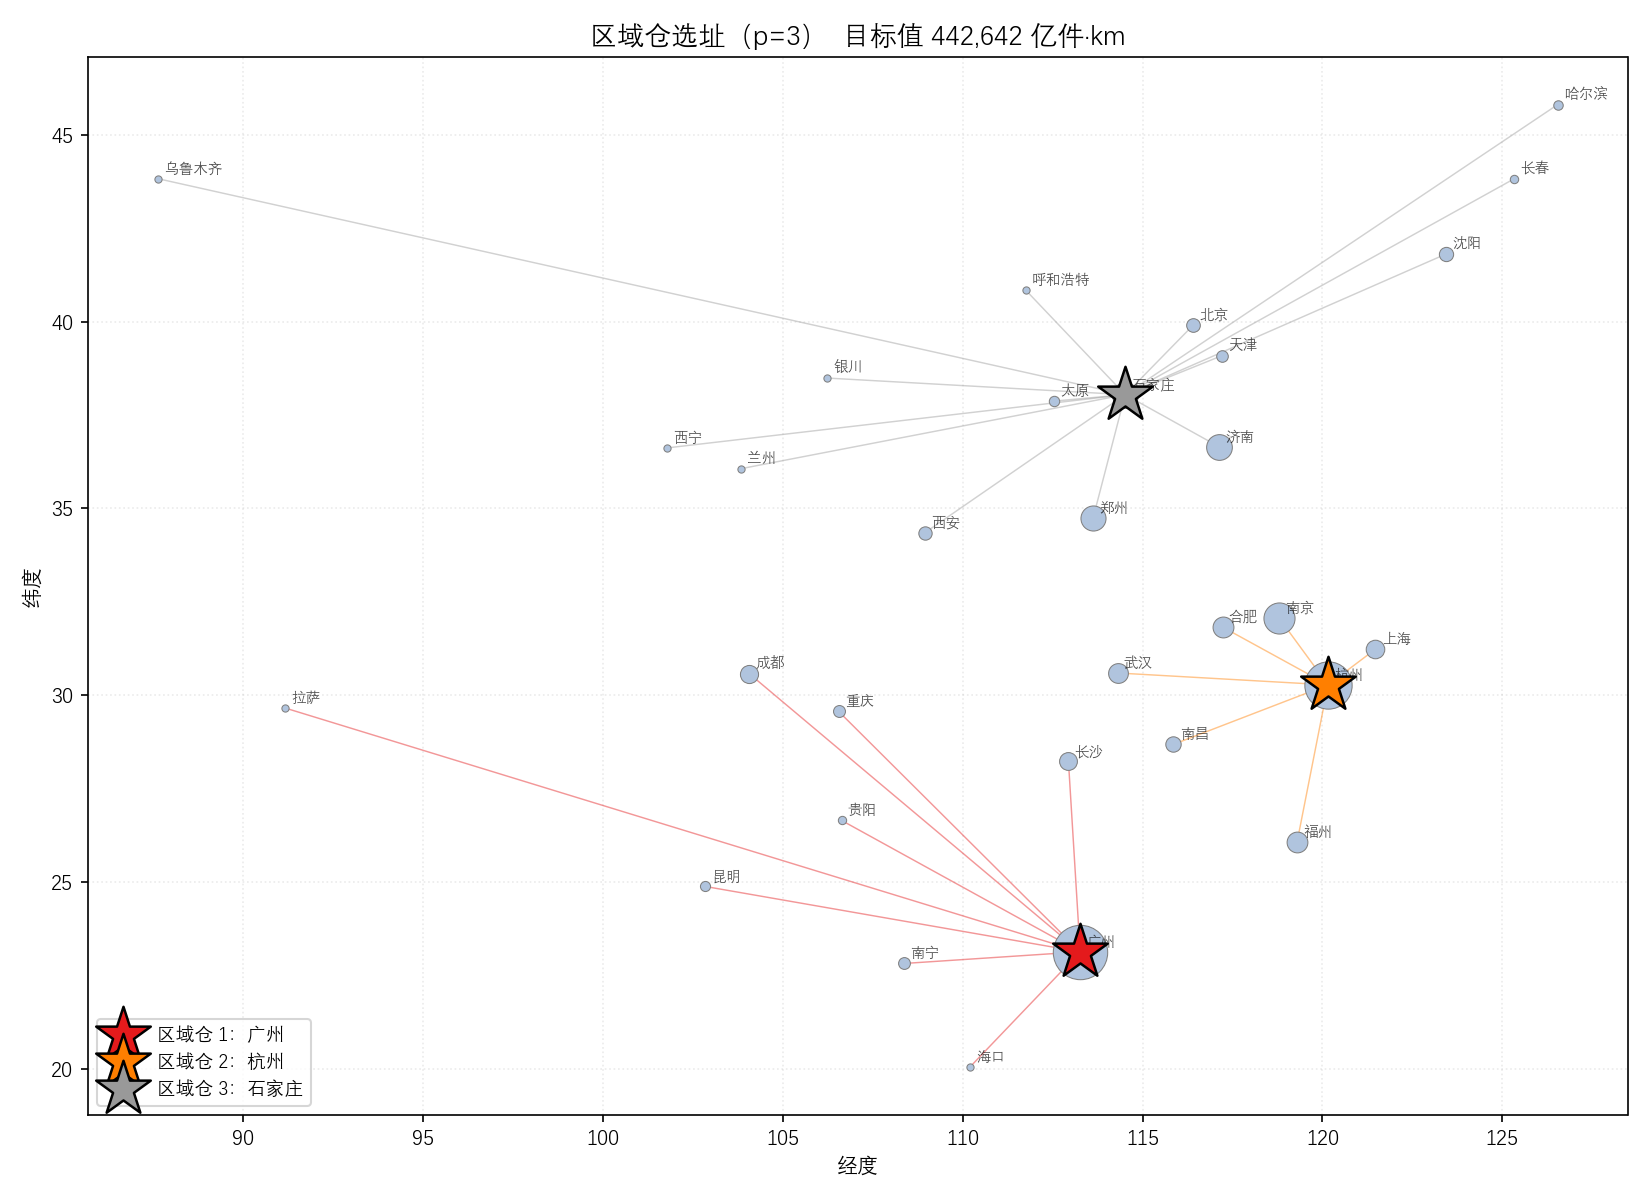 区域仓选址（p=3） 目标值 442,642 亿件·km
哈尔滨
45
乌鲁木齐
长春
沈阳
呼和浩特
40
北京
天津
银川
石家庄
太原
西宁
济南
兰州
35
郑州
西安
纬度
南京
合肥
上海
成都
武汉
杭州
30
拉萨
重庆
南昌
长沙
贵阳
福州
25
昆明
南宁
广州
海口
20
区域仓 1：广州
区域仓 2：杭州
区域仓 3：石家庄
90 95 100 105 110 115 120 125
经度